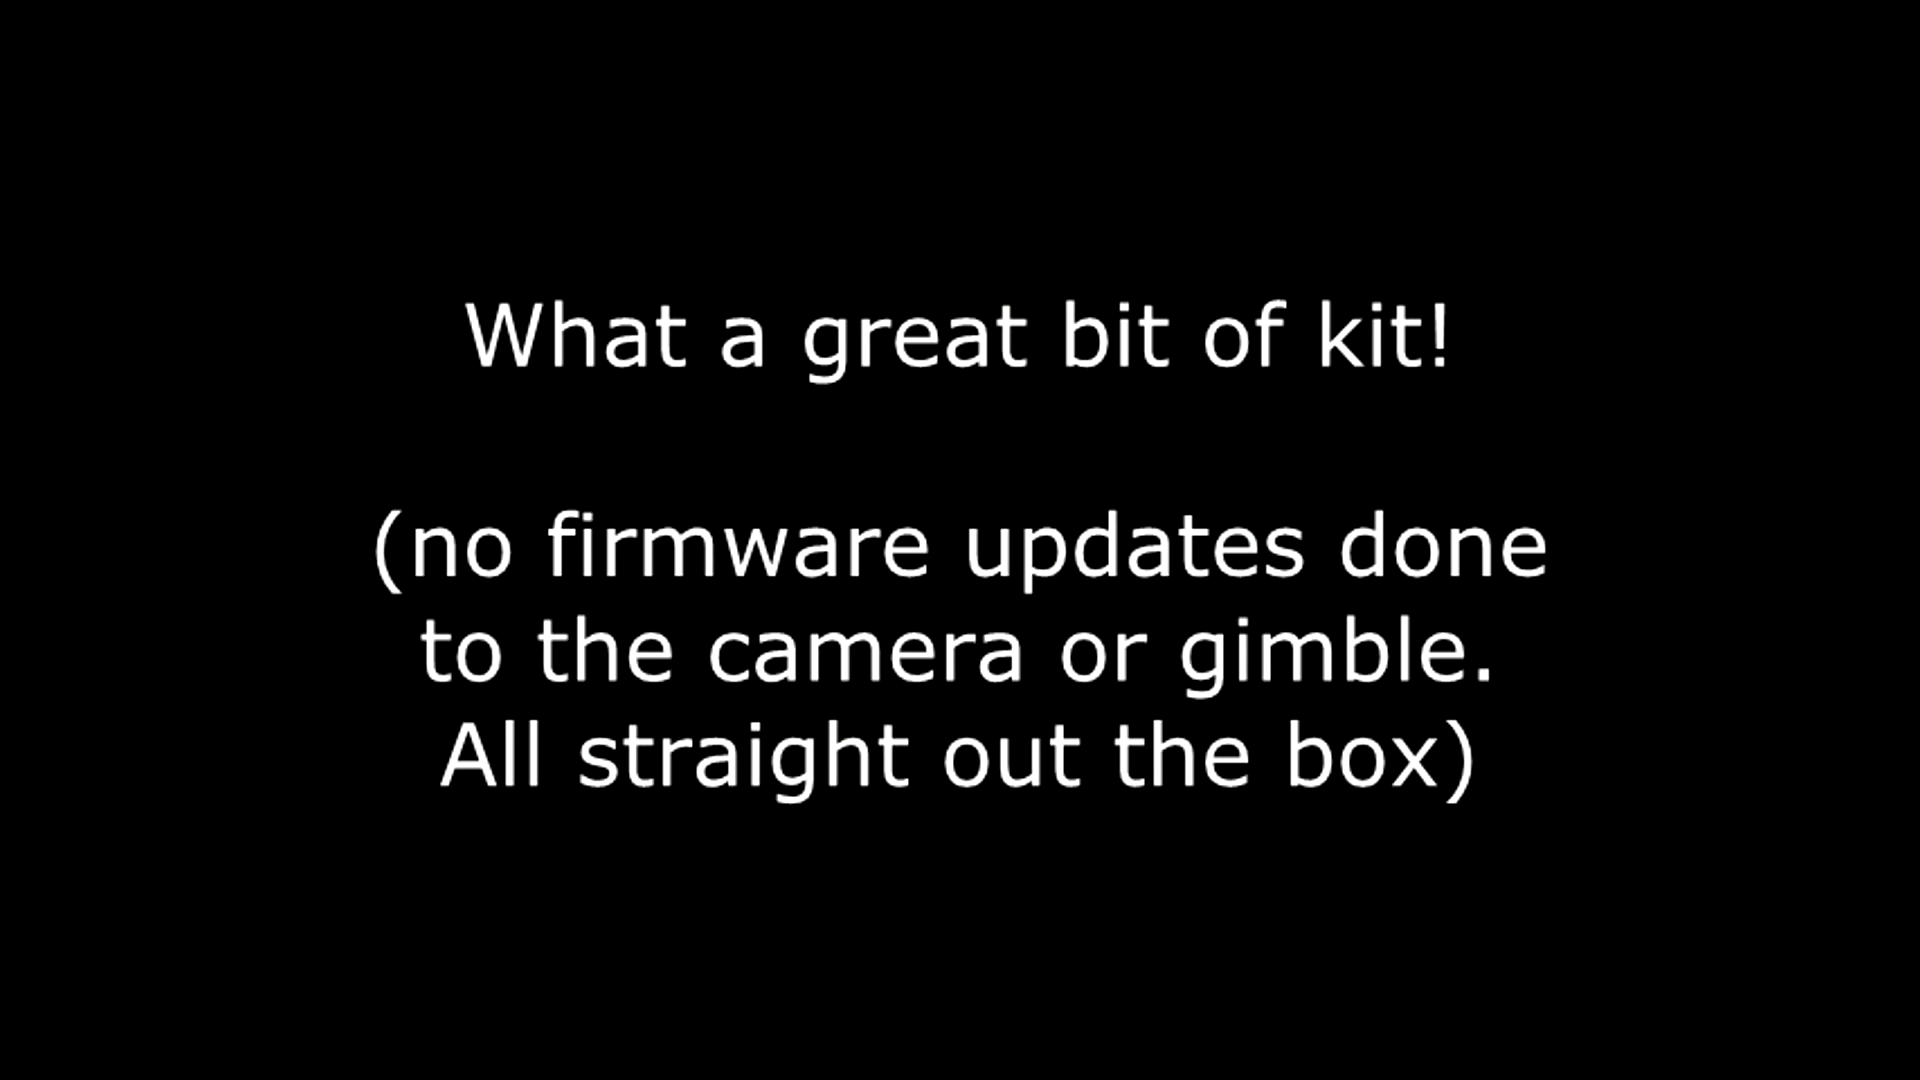 What a great bit of kit!
(no firmware updates done
to the camera or gimble.
All straight out the box)